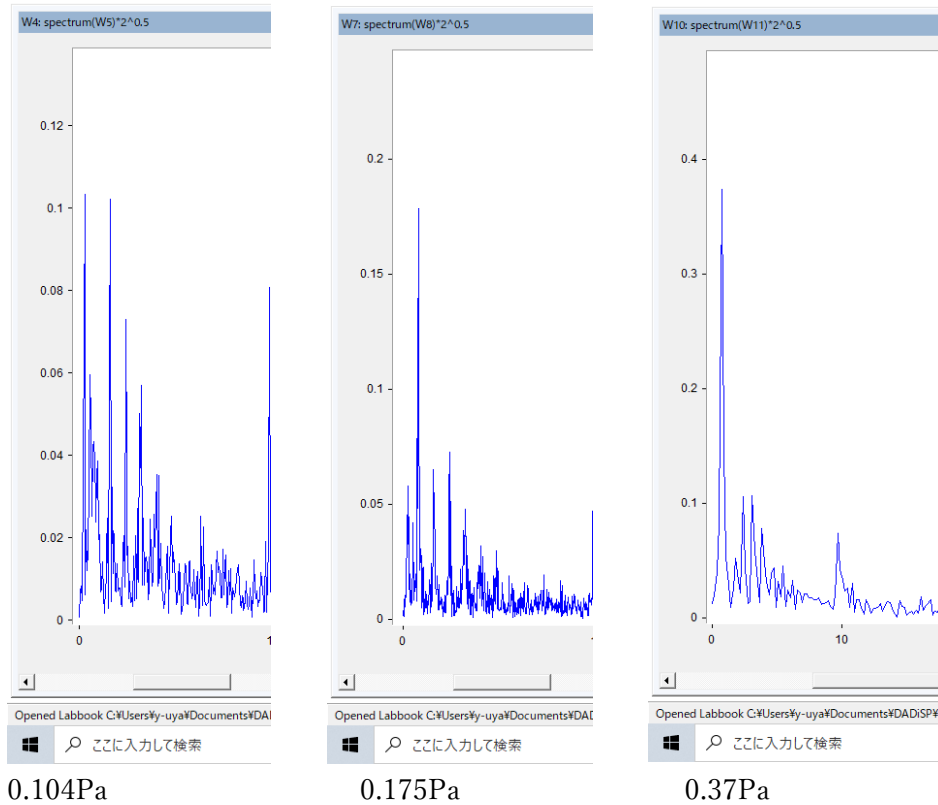 W4: spectrum(W5)*2^0.5
0.12
0.1
0.08
0.06
0.04
0.02
0
0
1
Opened Labbook C:¥Users¥y-uya¥Documents¥DA
ここに入力して検索
0.104Pa
W7: spectrum(W8)*2^0.5
0.2
0.15
0.1
0.05
0
0
Opened Labbook C:¥Users¥y-uya¥Documents¥DAD
ここに入力して検索
0.175Pa
W10: spectrum(W11)*2^0.5
0.4
0.3
0.2
0.1
0
0 10
Opened Labbook C:¥Users¥y-uya¥Documents¥DADiSP¥
ここに入力して検索
0.37Pa